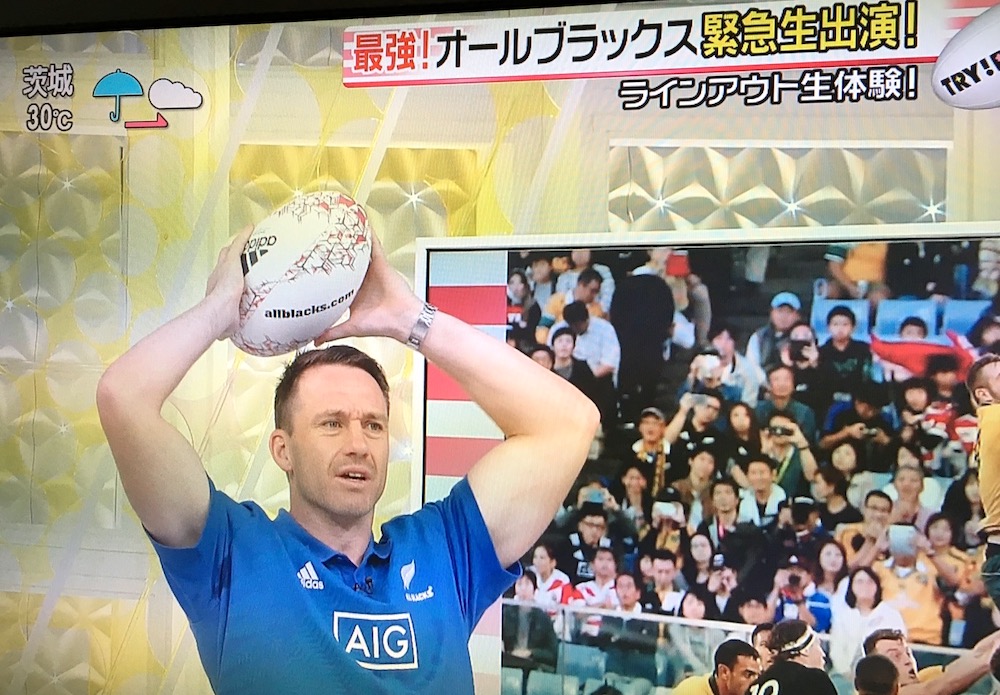 最強!オールブラックス緊急生出演!
ラインアウト生体験!
TRY!
茨城
30℃
adidas
allblacks.com
adidas
AIG
10